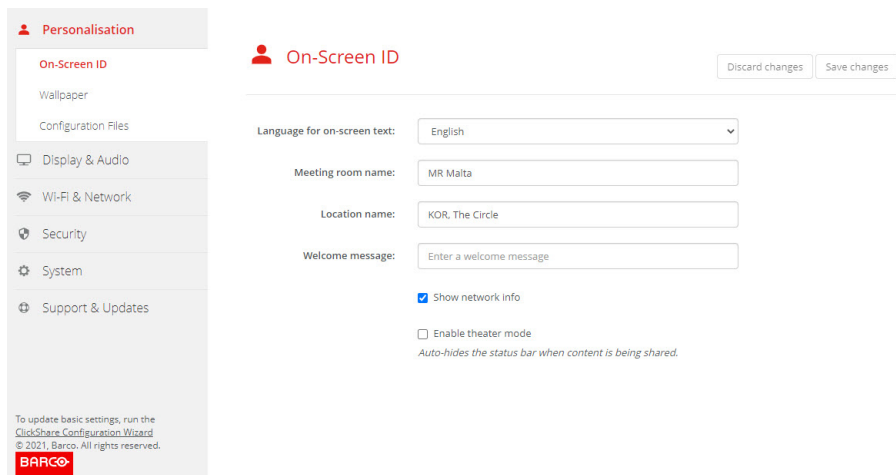 Personalisation
On-Screen ID
Wallpaper
Configuration Files
Display & Audio
Wi-Fi & Network
Security
System
Support & Updates
To update basic settings, run the
ClickShare Configuration Wizard
© 2021, Barco. All rights reserved.
BARCO
On-Screen ID
Discard changes
Save changes
Language for on-screen text:
English
Meeting room name:
MR Malta
Location name:
KOR, The Circle
Welcome message:
Enter a welcome message
Show network info
Enable theater mode
Auto-hides the status bar when content is being shared.